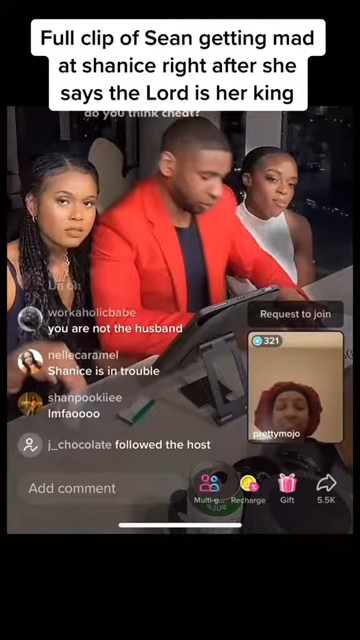 Full clip of Sean getting mad
at shanice right after she
says the Lord is her king
do you think cheat?
workaholicbabe
you are not the husband
nellecaramel
Shanice is in trouble
shanpookiiee
lmfaoooo
j_chocolate followed the host
Add comment
Request to join
321
prettymojo
Multi-g...
Recharge
Gift
5.5K